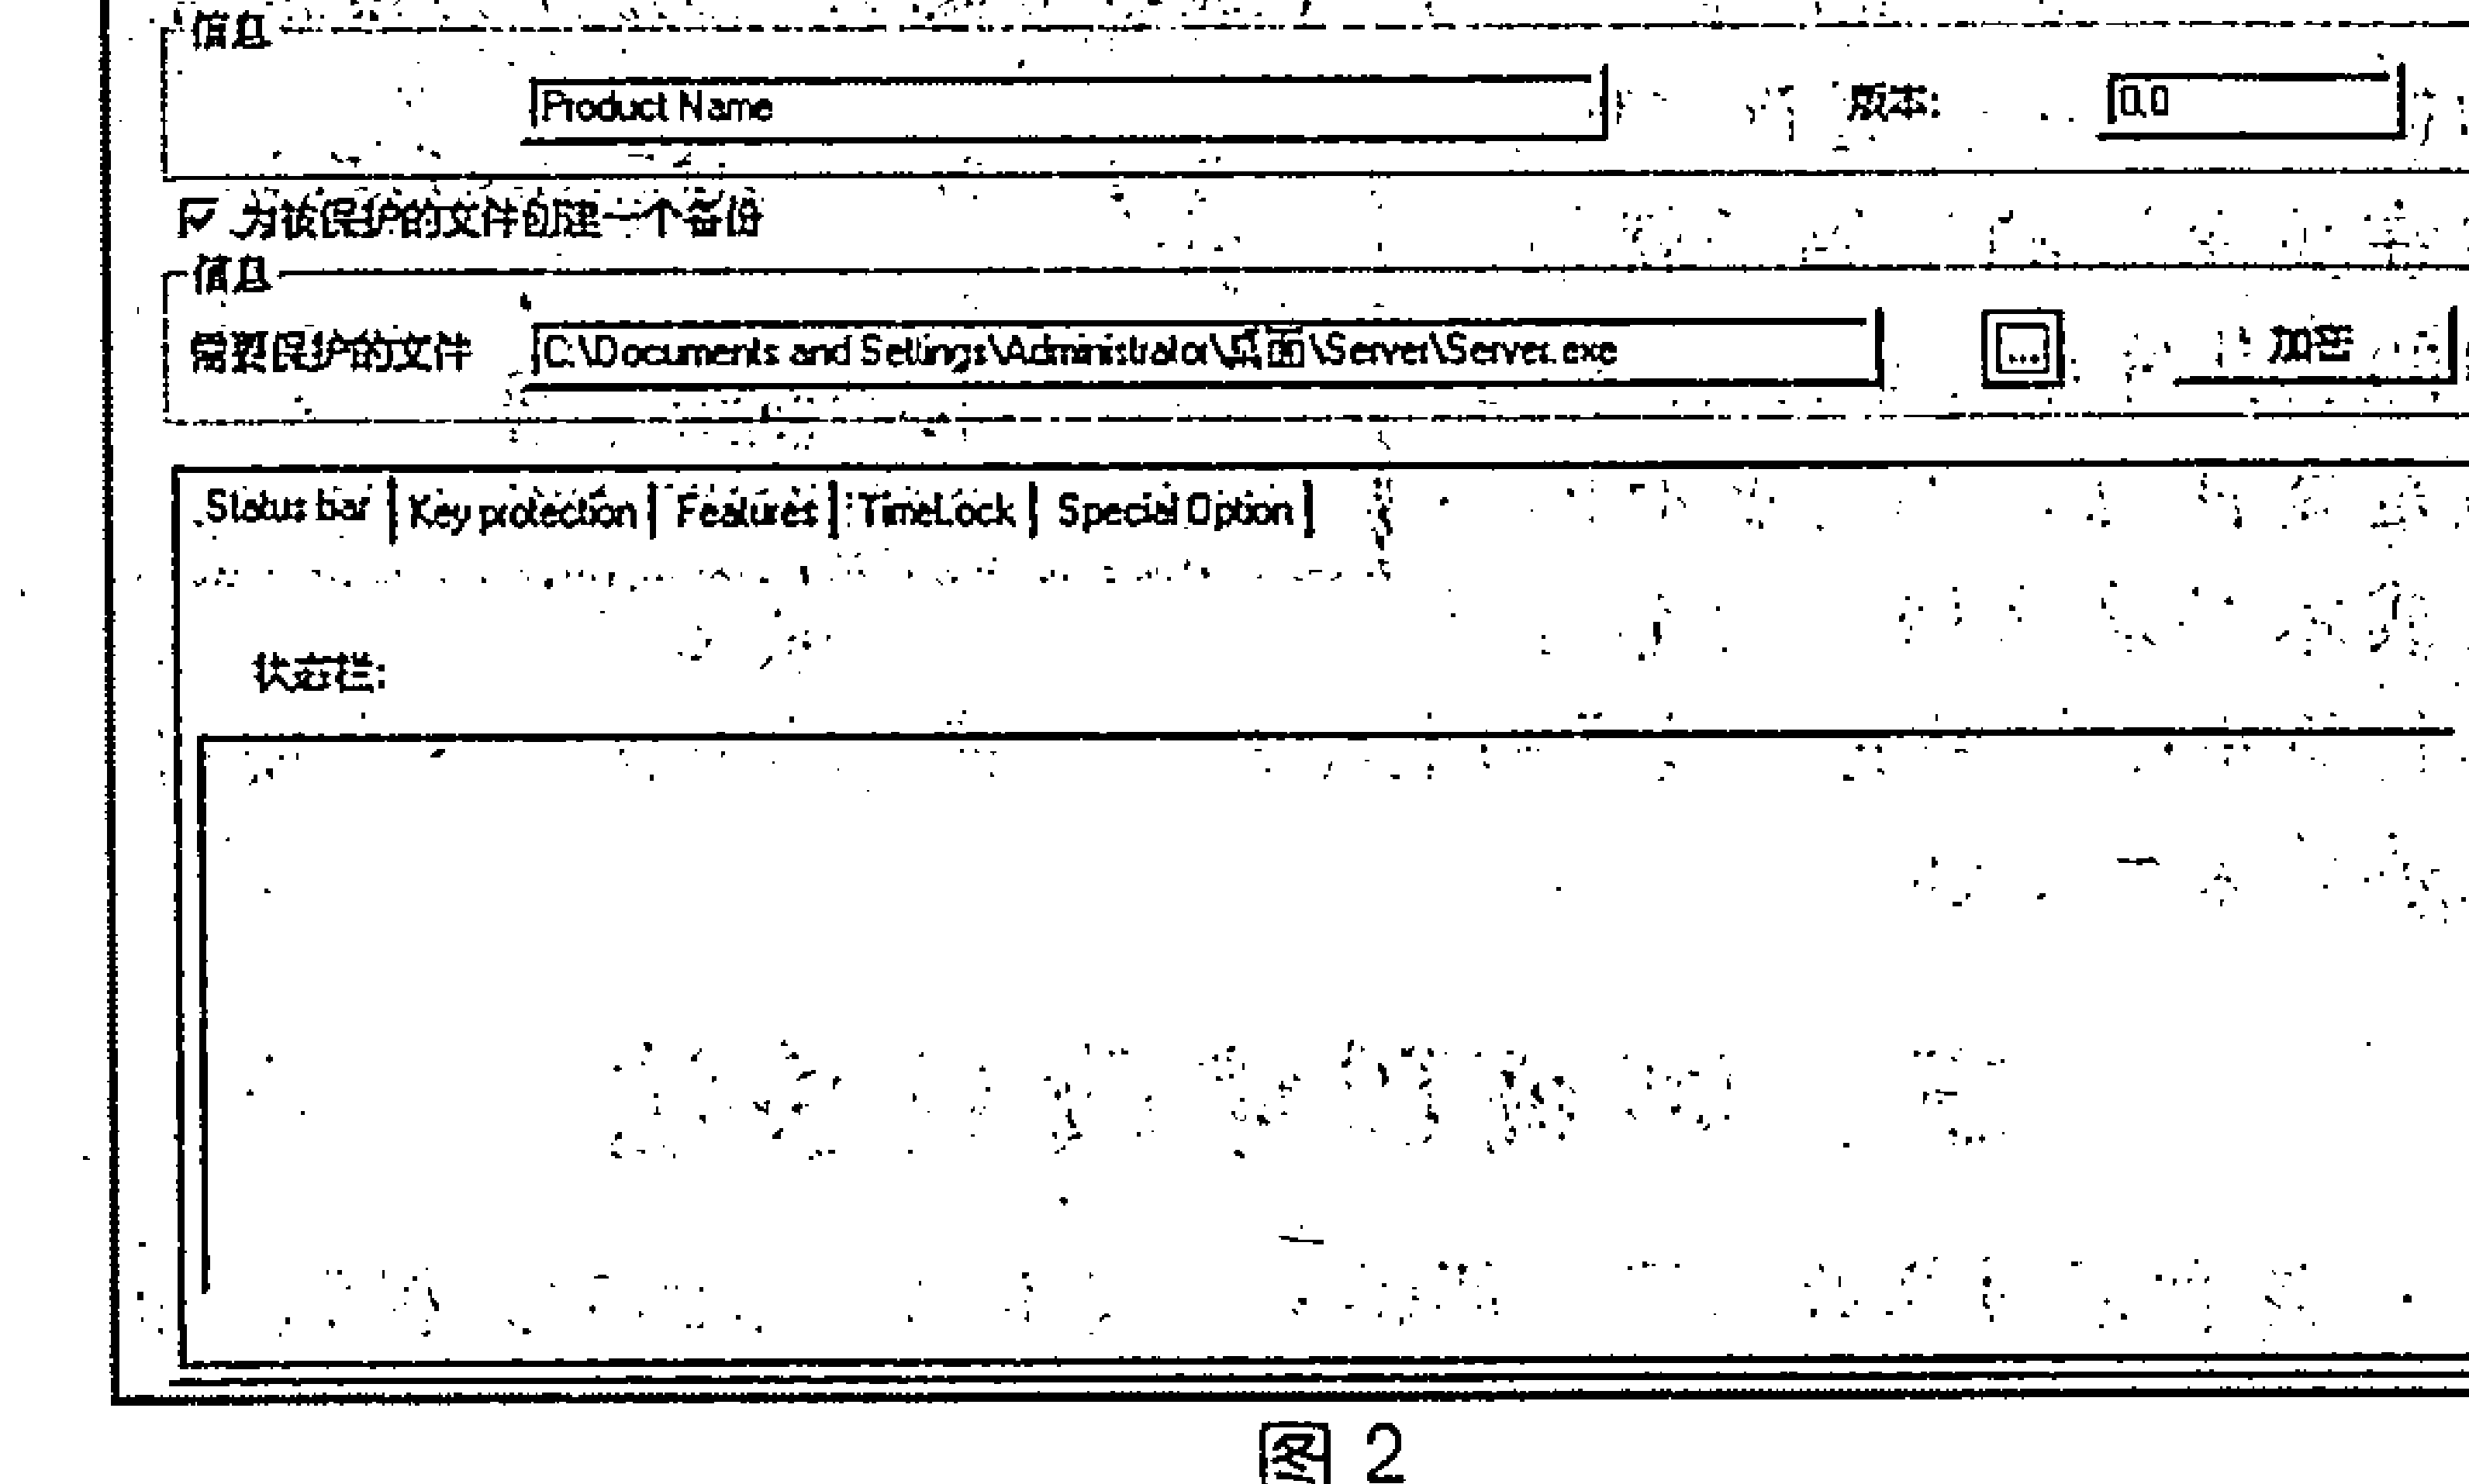 信息
Product Name 版本: 0.0
为该保护的文件创建一个备份
信息
需要保护的文件 C:\Documents and Settings\Administrator\桌面\Server\Server.exe ... 加密
Status bar Key protection Features TimeLock Special Option
状态栏:
图 2